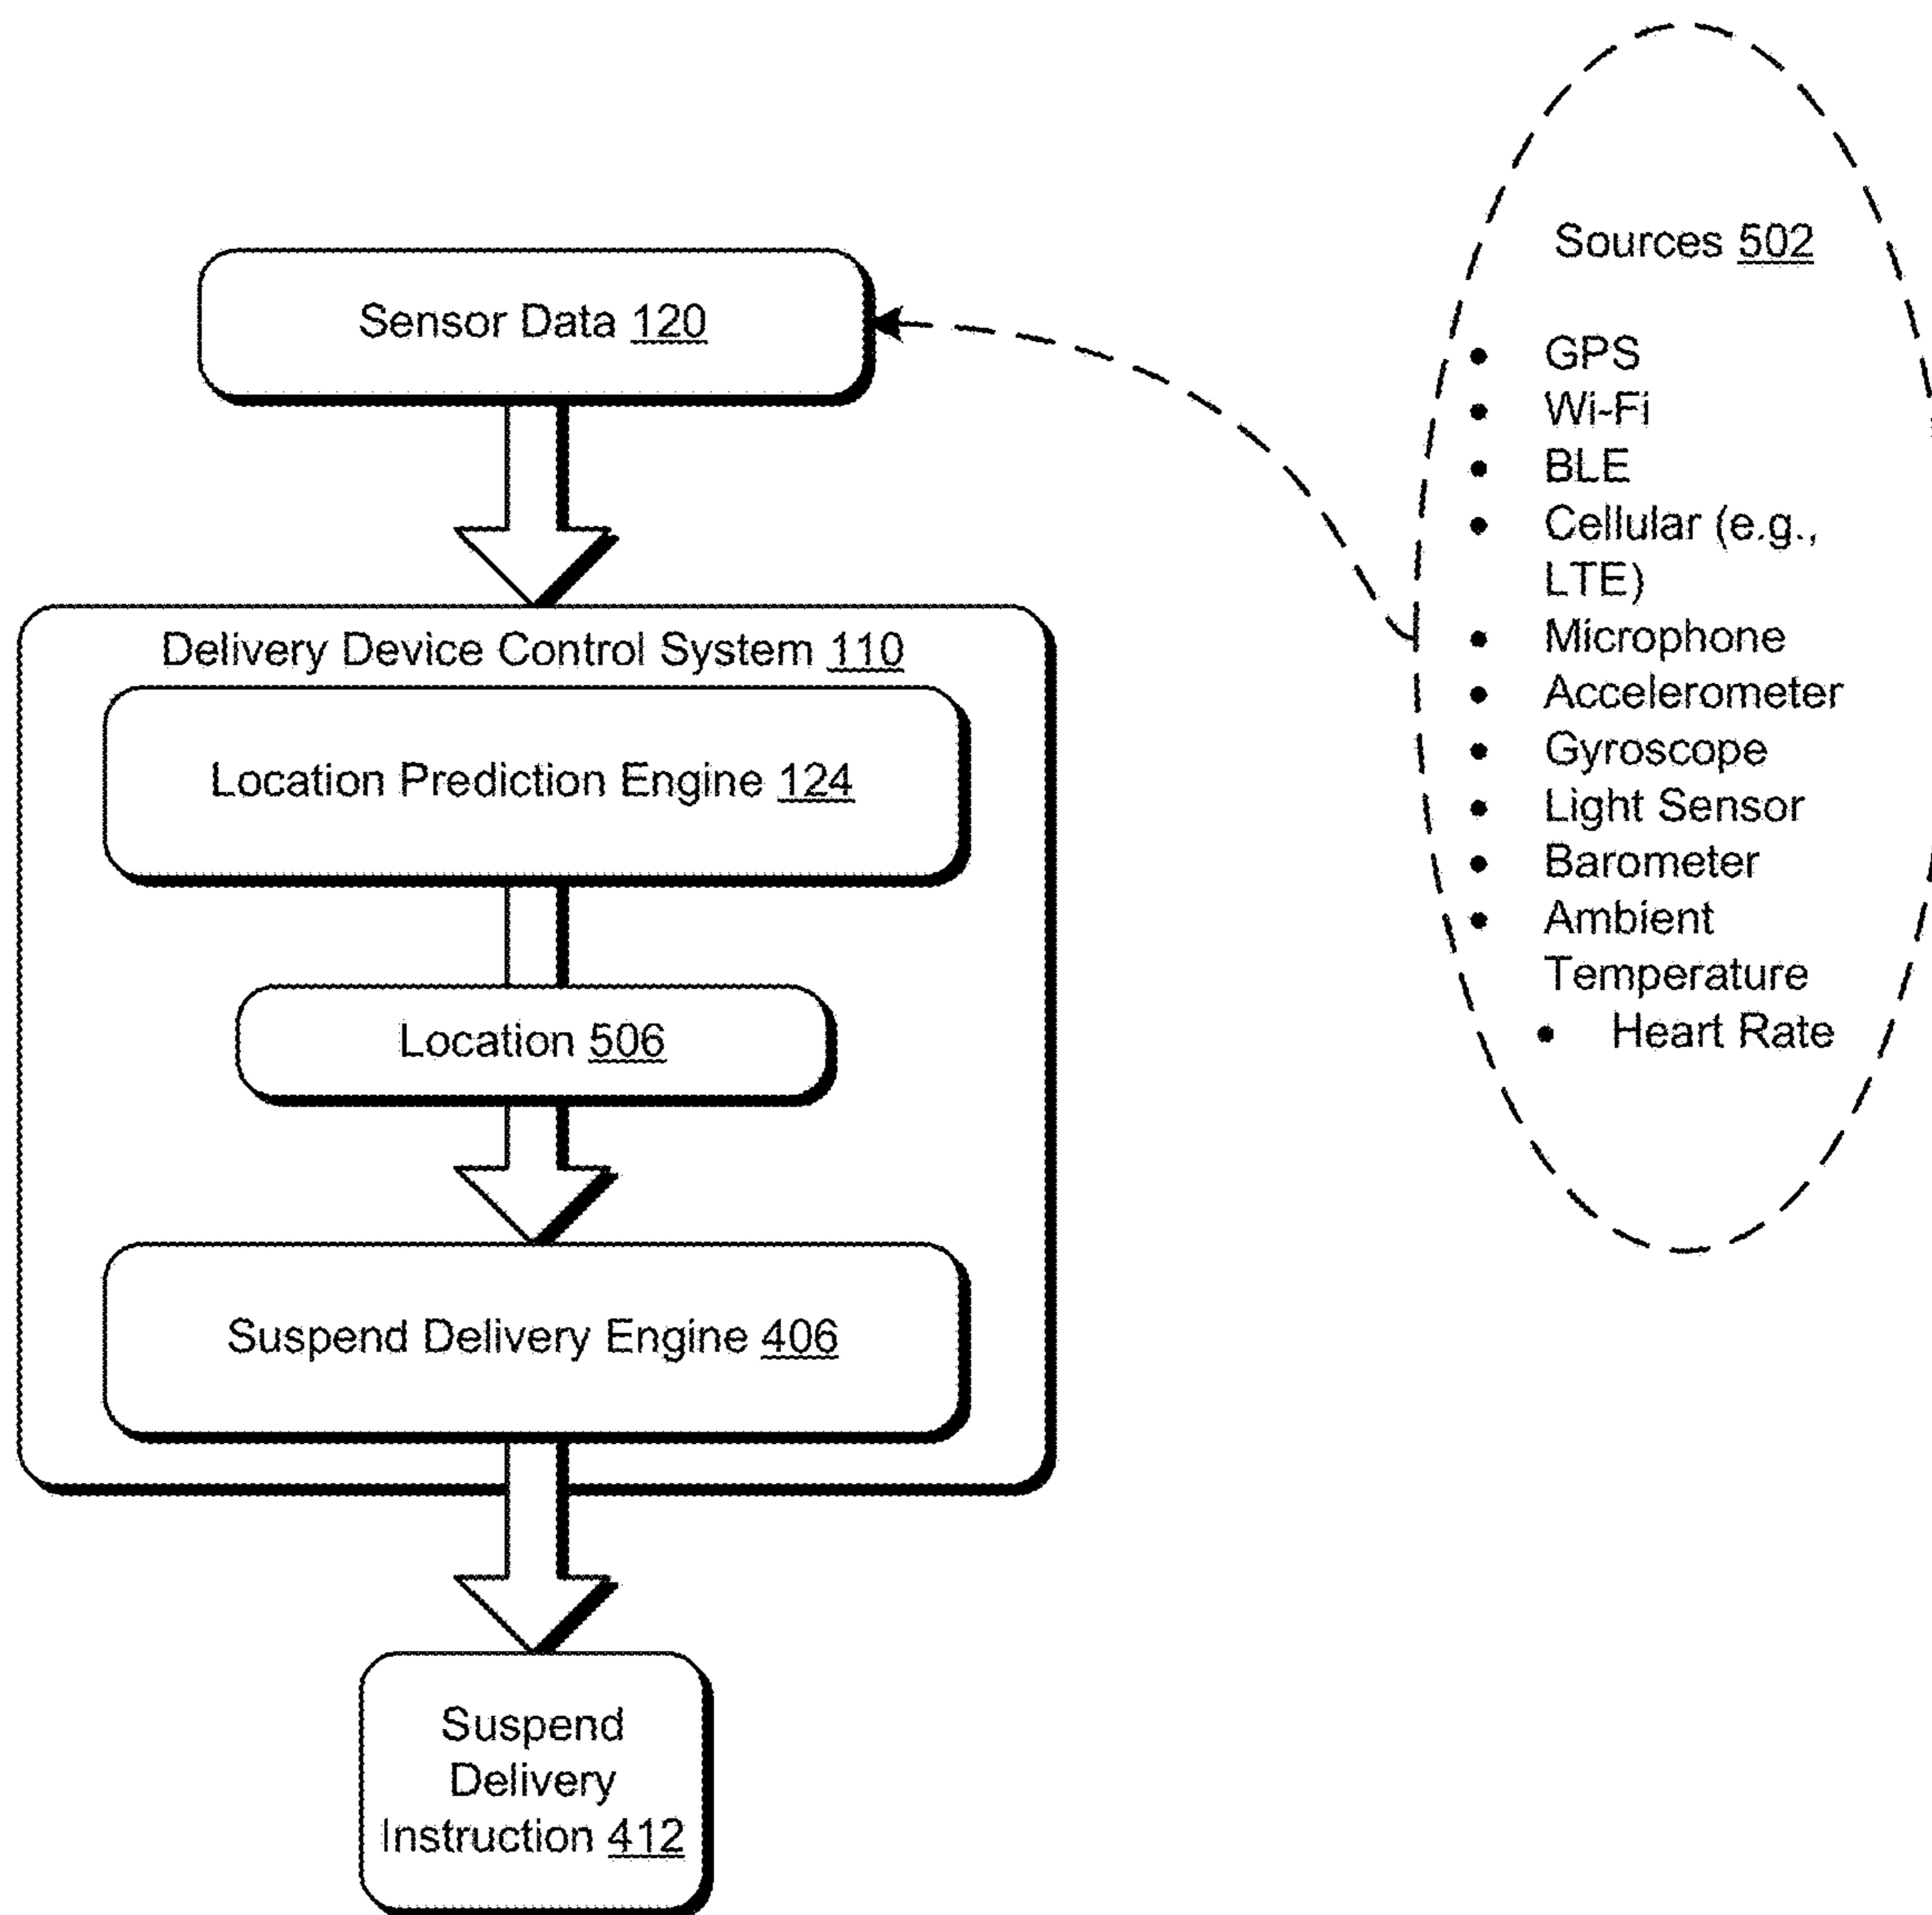 Sensor Data 120
Delivery Device Control System 110
Location Prediction Engine 124
Location 506
Suspend Delivery Engine 406
Suspend
Delivery
Instruction 412
Sources 502
• GPS
• Wi-Fi
• BLE
• Cellular (e.g.,
LTE)
• Microphone
• Accelerometer
• Gyroscope
• Light Sensor
• Barometer
• Ambient
Temperature
• Heart Rate